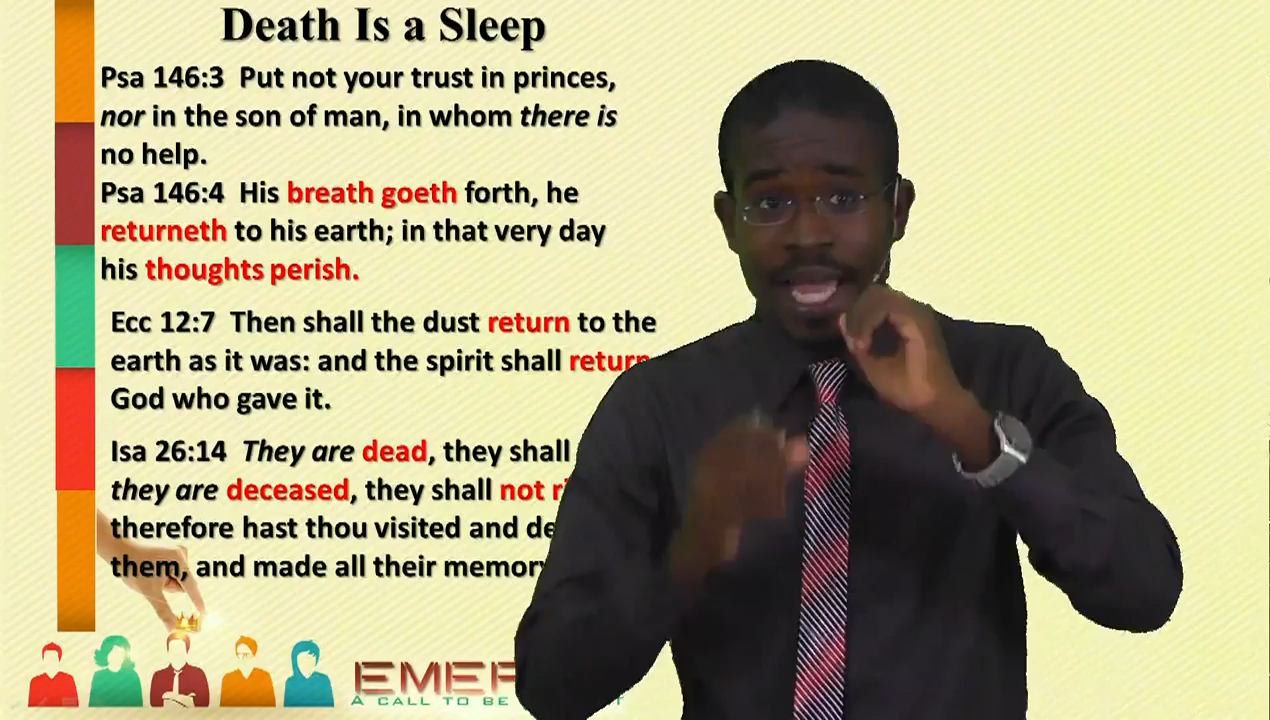 Death Is a Sleep
Psa 146:3 Put not your trust in princes,
nor in the son of man, in whom there is
no help.
Psa 146:4 His breath goeth forth, he
returneth to his earth; in that very day
his thoughts perish.
Ecc 12:7 Then shall the dust return to the
earth as it was: and the spirit shall return
God who gave it.
Isa 26:14 They are dead, they shall
they are deceased, they shall not
therefore hast thou visited and
them, and made all their memory
A CALL TO BE